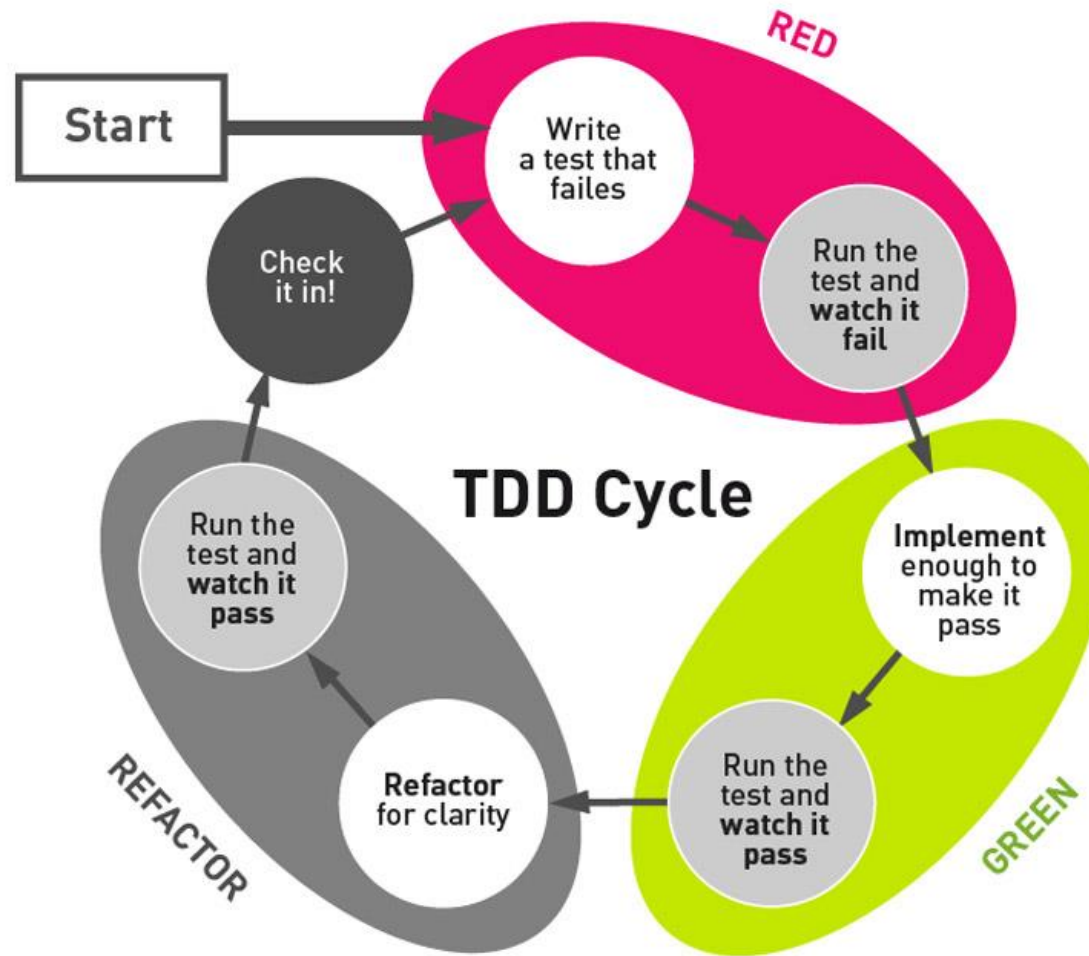 RED
Start
Write
a test that
failes
Run the
test and
watch it
fail
Check
it in!
TDD Cycle
Implement
enough to
make it
pass
Run the
test and
watch it
pass
GREEN
Refactor
for clarity
REFACTOR
Run the
test and
watch it
pass